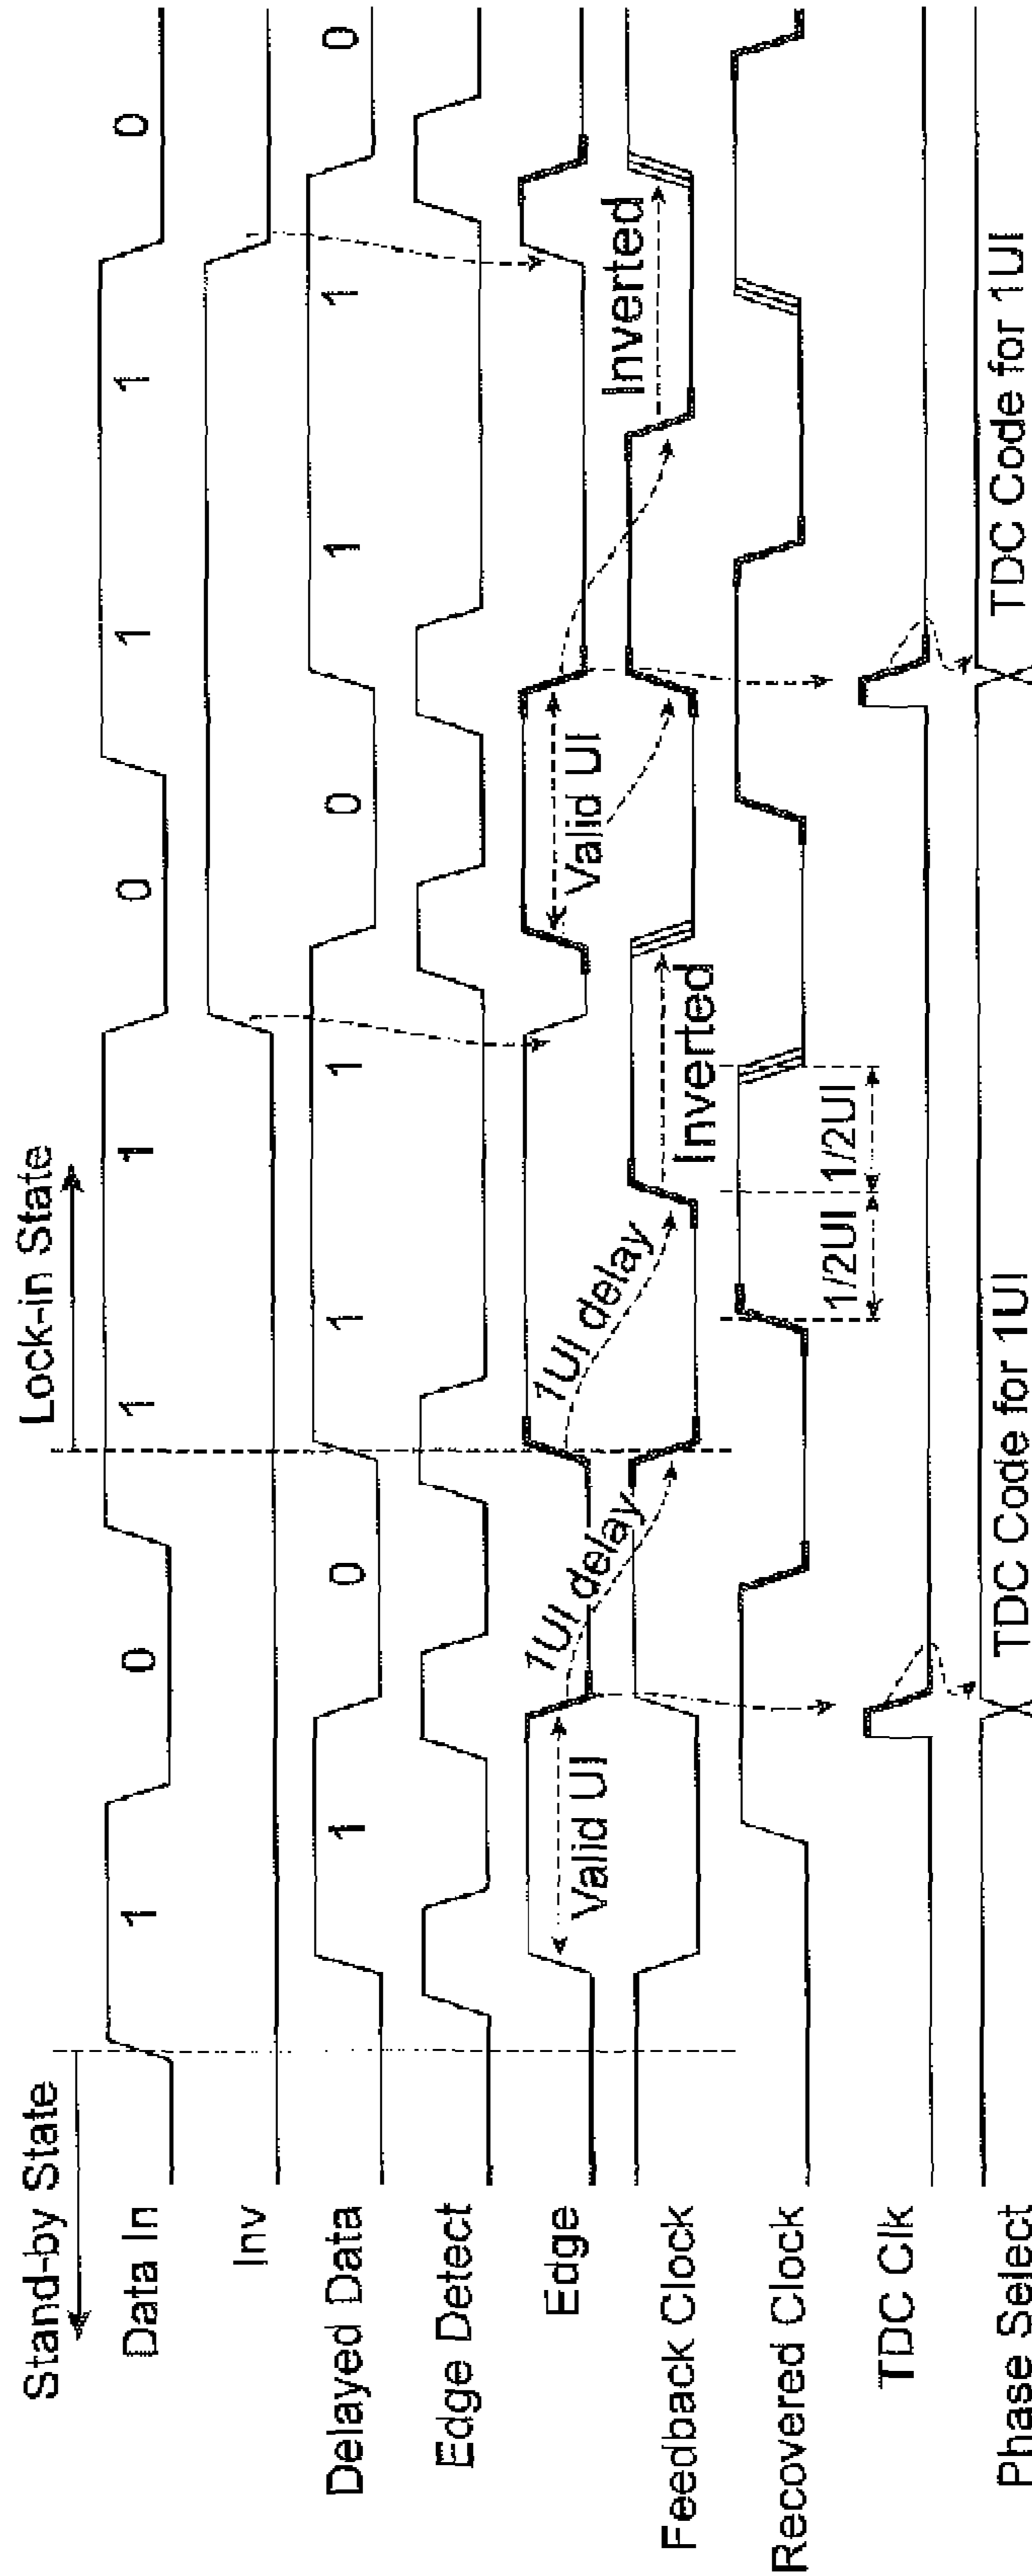 Stand-by State Lock-in State
Data In 1 0 1 1 0 1 1 0
Inv
Delayed Data 1 0 1 1 0 1 1 0
Edge Detect
Edge Valid UI 1UI delay 1UI delay Valid UI
Feedback Clock Inverted Inverted
Recovered Clock 1/2UI 1/2UI
TDC Clk
Phase Select TDC Code for 1UI TDC Code for 1UI